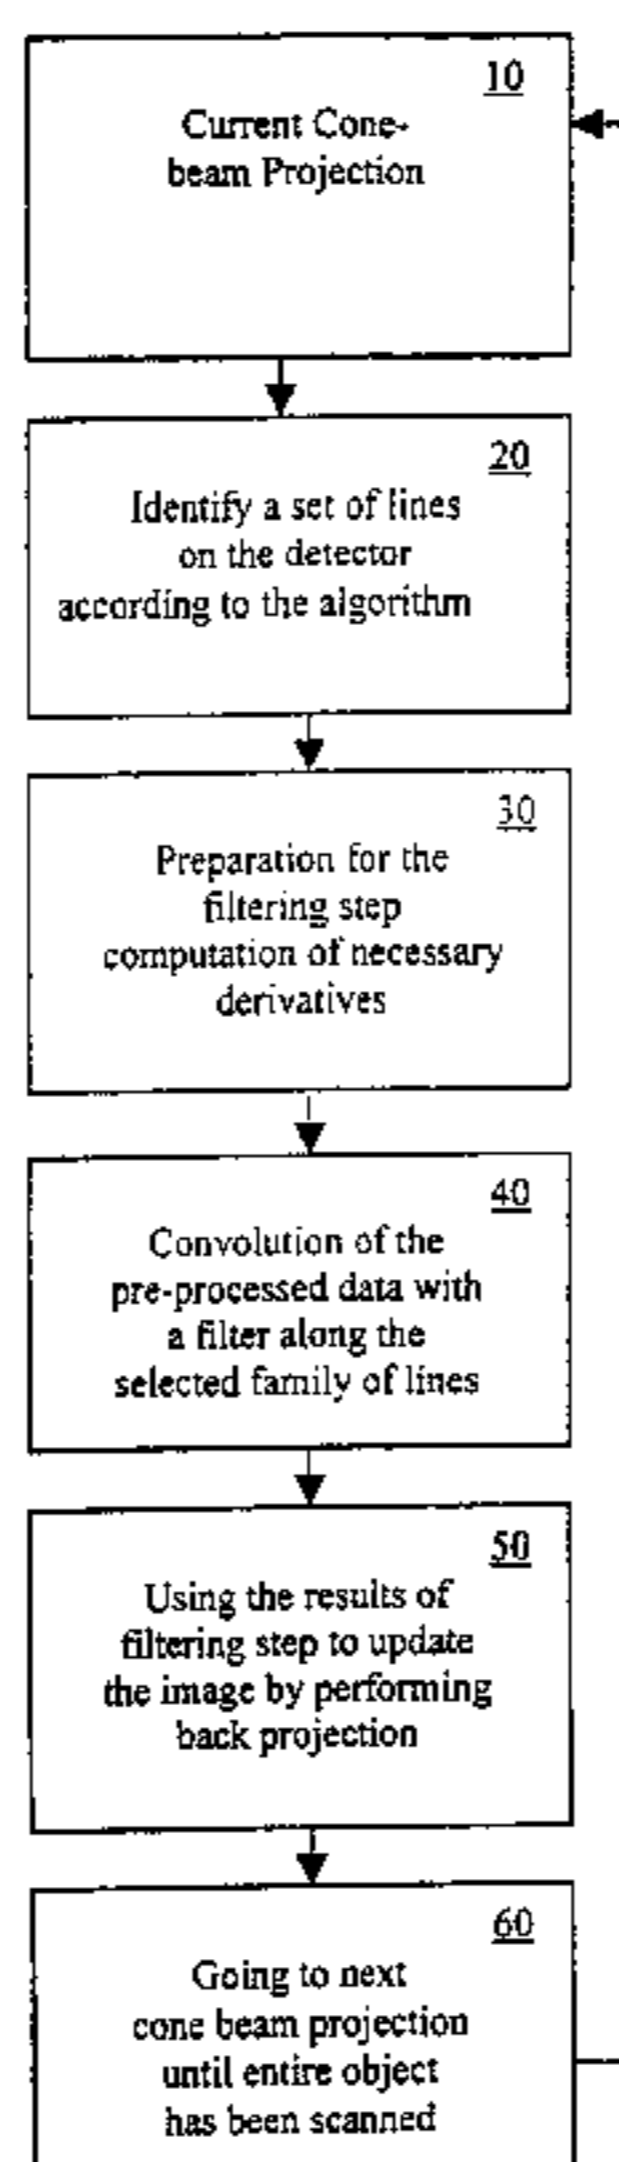 10
Current Cone-
beam Projection
20
Identify a set of lines
on the detector
according to the algorithm
30
Preparation for the
filtering step
computation of necessary
derivatives
40
Convolution of the
pre-processed data with
a filter along the
selected family of lines
50
Using the results of
filtering step to update
the image by performing
back projection
60
Going to next
cone beam projection
until entire object
has been scanned